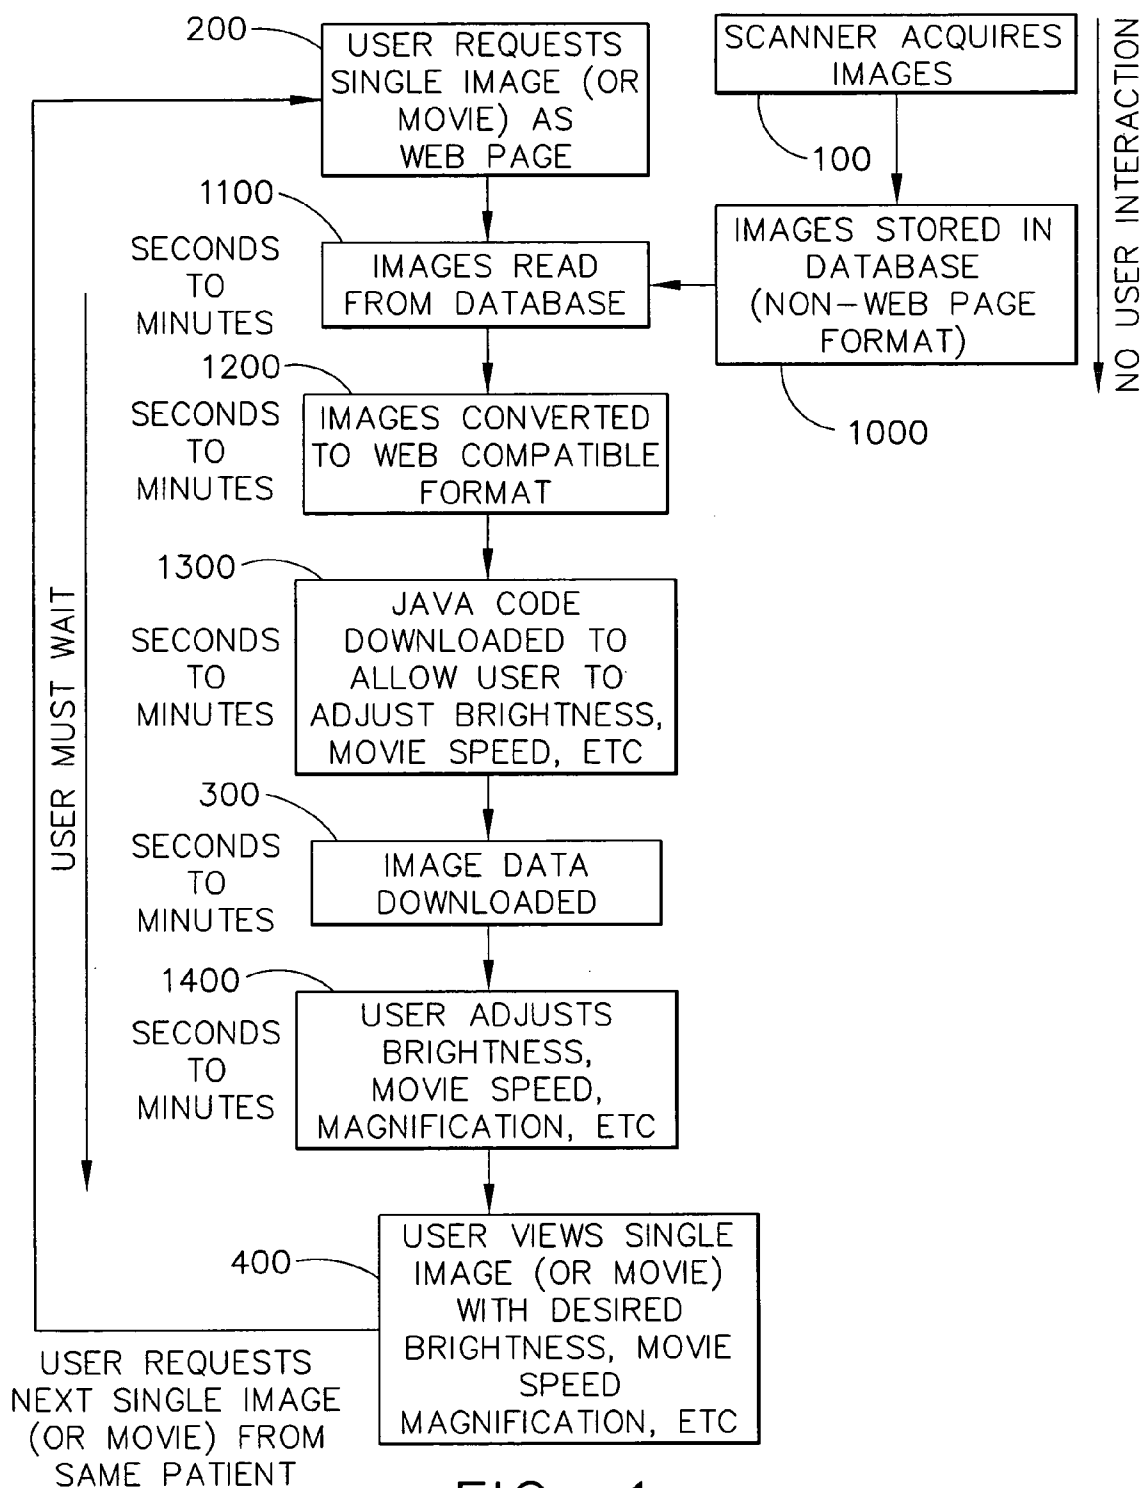 200
USER REQUESTS
SINGLE IMAGE (OR
MOVIE) AS
WEB PAGE
SCANNER ACQUIRES
IMAGES
100
NO USER INTERACTION
1100
SECONDS
TO
MINUTES
IMAGES READ
FROM DATABASE
IMAGES STORED IN
DATABASE
(NON-WEB PAGE
FORMAT)
1000
1200
SECONDS
TO
MINUTES
IMAGES CONVERTED
TO WEB COMPATIBLE
FORMAT
USER MUST WAIT
1300
SECONDS
TO
MINUTES
JAVA CODE
DOWNLOADED TO
ALLOW USER TO
ADJUST BRIGHTNESS,
MOVIE SPEED, ETC
300
SECONDS
TO
MINUTES
IMAGE DATA
DOWNLOADED
1400
SECONDS
TO
MINUTES
USER ADJUSTS
BRIGHTNESS,
MOVIE SPEED,
MAGNIFICATION, ETC
400
USER VIEWS SINGLE
IMAGE (OR MOVIE)
WITH DESIRED
BRIGHTNESS, MOVIE
SPEED
MAGNIFICATION, ETC
USER REQUESTS
NEXT SINGLE IMAGE
(OR MOVIE) FROM
SAME PATIENT